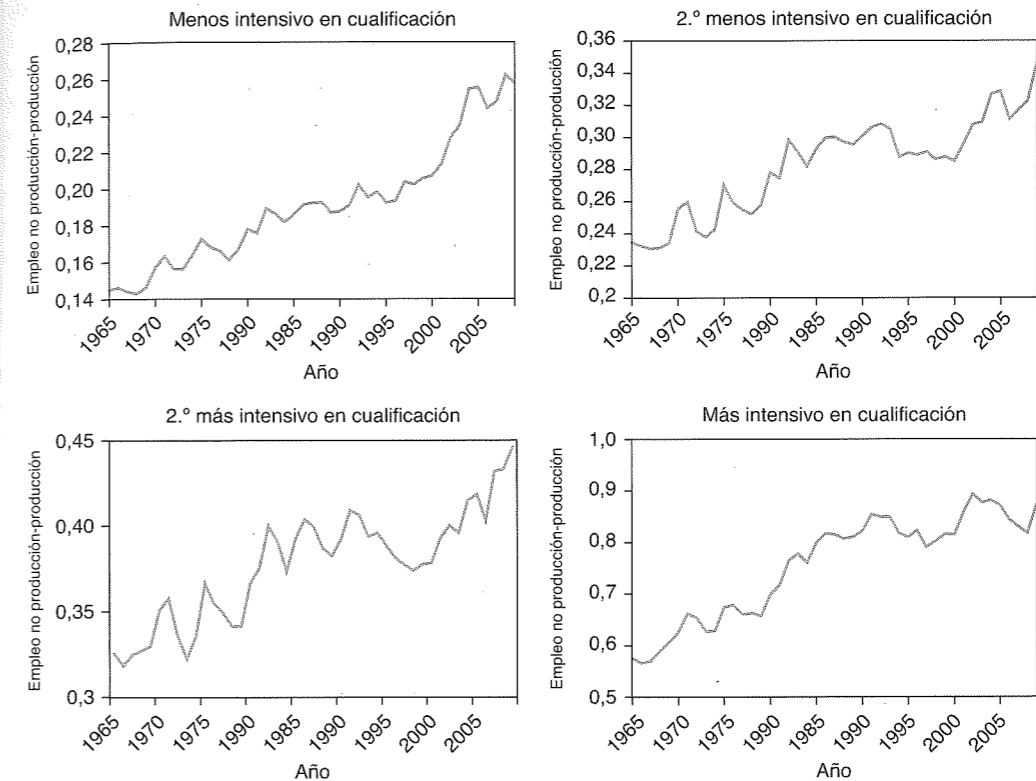 Menos intensivo en cualificación
Empleo no producción-producción
0,28
0,26
0,24
0,22
0,20
0,18
0,16
0,14
1965 1970 1975 1990 1985 1990 1995 2000 2005
Año
2.º menos intensivo en cualificación
Empleo no producción-producción
0,36
0,34
0,32
0,30
0,28
0,26
0,24
0,22
0,2
1965 1970 1975 1990 1985 1990 1995 2000 2005
Año
2.º más intensivo en cualificación
Empleo no producción-producción
0,45
0,40
0,35
0,3
1965 1970 1975 1990 1985 1990 1995 2000 2005
Año
Más intensivo en cualificación
Empleo no producción-producción
1,0
0,9
0,8
0,7
0,6
0,5
1965 1970 1975 1990 1985 1990 1995 2000 2005
Año